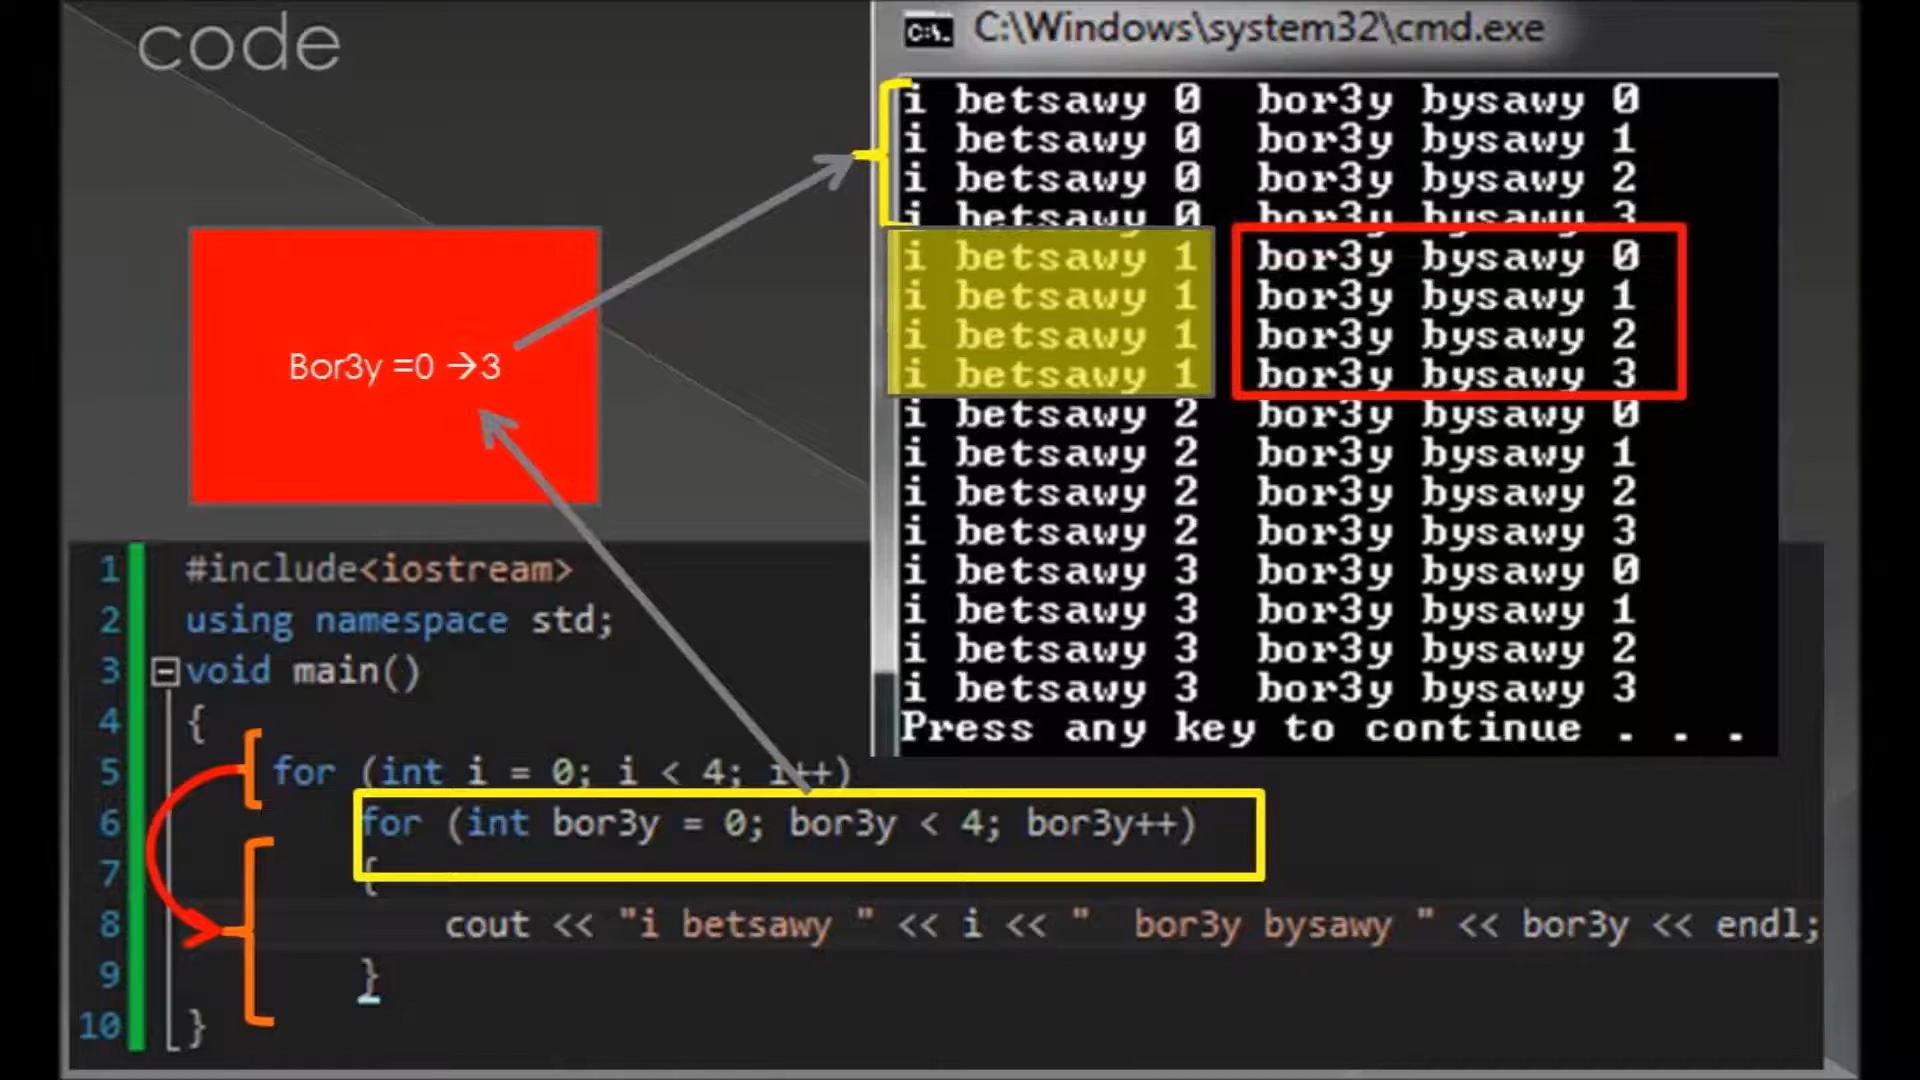 code
C:\Windows\system32\cmd.exe
i betsawy 0  bor3y bysawy 0
i betsawy 0  bor3y bysawy 1
i betsawy 0  bor3y bysawy 2
i betsawy 0  bor3y bysawy 3
i betsawy 1  bor3y bysawy 0
i betsawy 1  bor3y bysawy 1
i betsawy 1  bor3y bysawy 2
i betsawy 1  bor3y bysawy 3
i betsawy 2  bor3y bysawy 0
i betsawy 2  bor3y bysawy 1
i betsawy 2  bor3y bysawy 2
i betsawy 2  bor3y bysawy 3
i betsawy 3  bor3y bysawy 0
i betsawy 3  bor3y bysawy 1
i betsawy 3  bor3y bysawy 2
i betsawy 3  bor3y bysawy 3
Press any key to continue . . .
Bor3y =0 →3
1 #include<iostream>
2 using namespace std;
3 void main()
4 {
5 for (int i = 0; i < 4; i++)
6 for (int bor3y = 0; bor3y < 4; bor3y++)
7 {
8 cout << "i betsawy " << i << "  bor3y bysawy " << bor3y << endl;
9 }
10 }